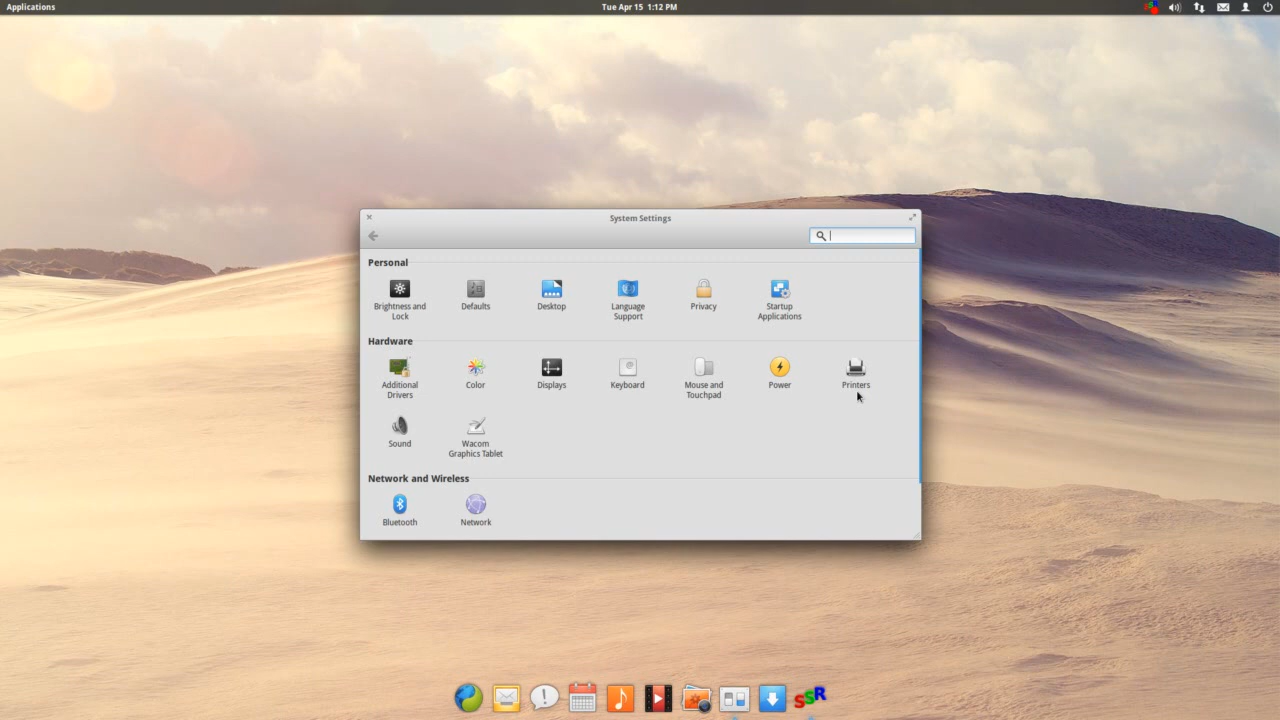 Applications
Tue Apr 15 1:12 PM
SSR
System Settings
Personal
Brightness and
Lock
Defaults
Desktop
Language
Support
Privacy
Startup
Applications
Hardware
Additional
Drivers
Color
Displays
Keyboard
Mouse and
Touchpad
Power
Printers
Sound
Wacom
Graphics Tablet
Network and Wireless
Bluetooth
Network
SSR